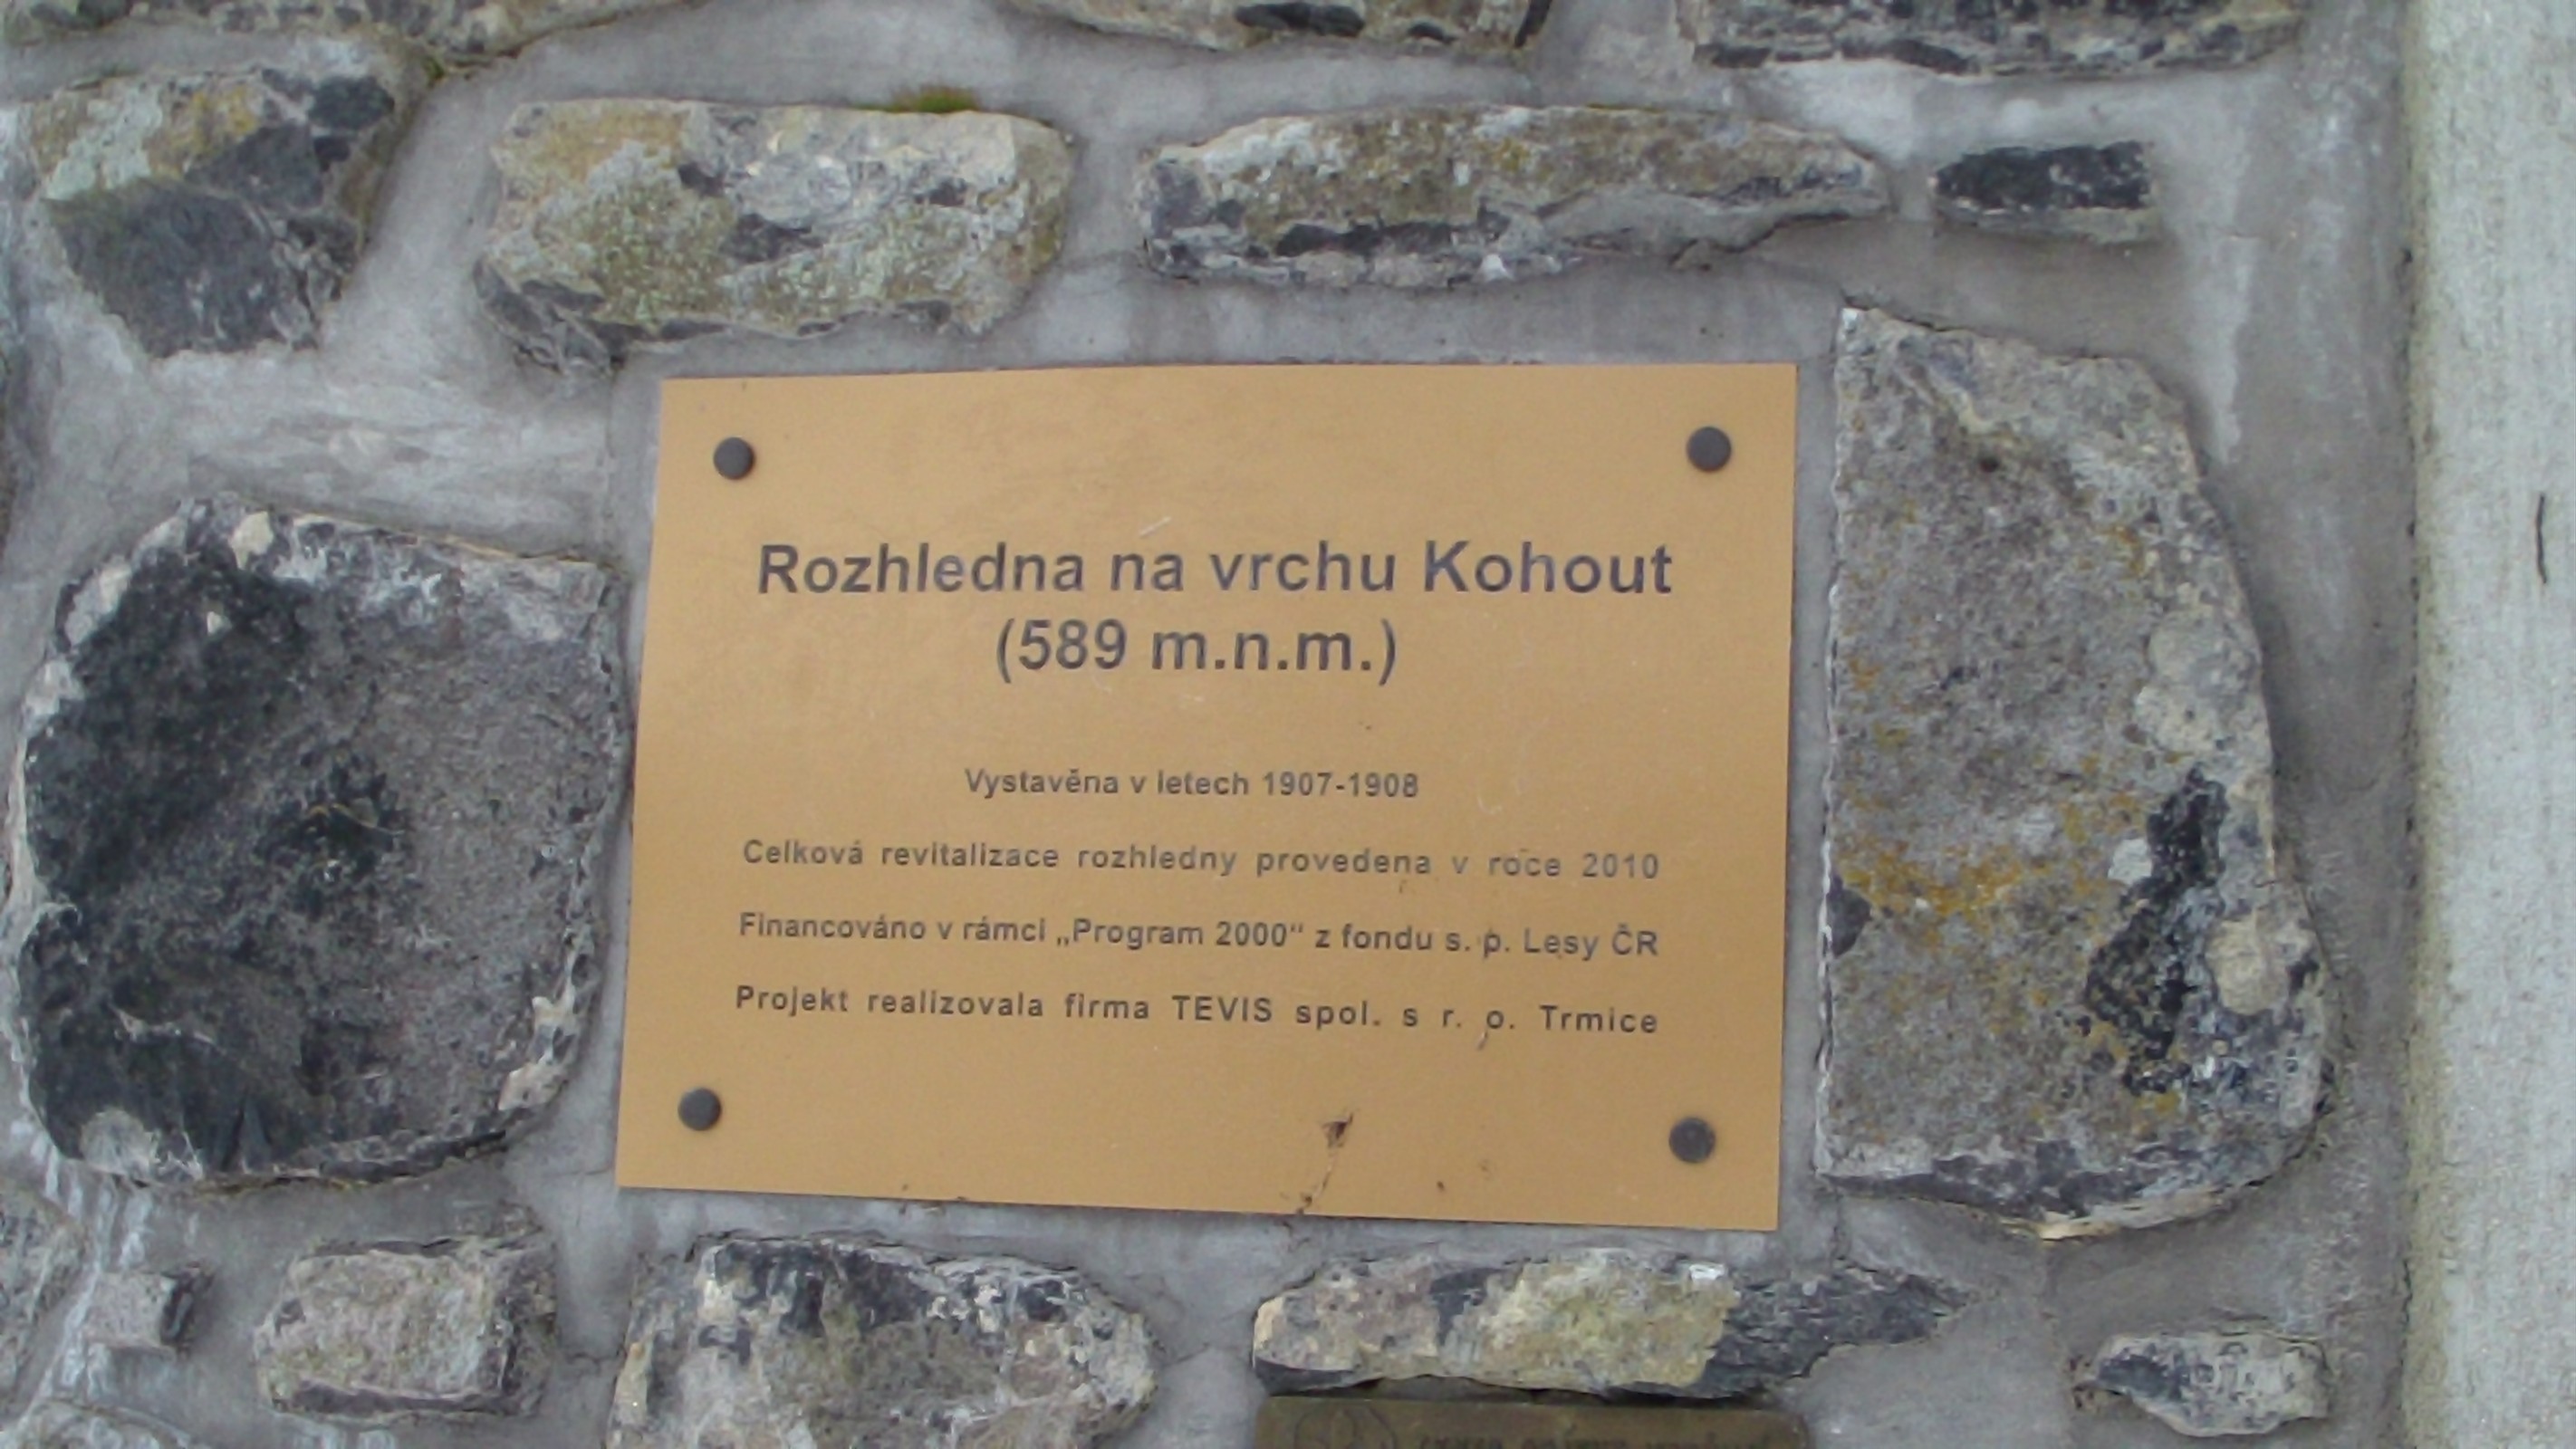 Rozhledna na vrchu Kohout
(589 m.n.m.)
Vystavěna v letech 1907-1908
Celková revitalizace rozhledny provedena v roce 2010
Financováno v rámci „Program 2000“ z fondu s. p. Lesy ČR
Projekt realizovala firma TEVIS spol. s r. o. Trmice